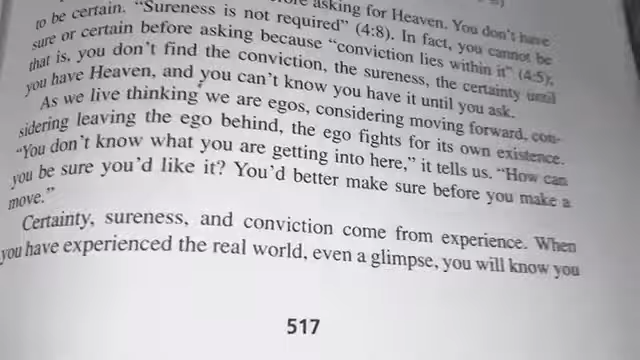 asking for Heaven. You don't have
to be certain. “Sureness is not required” (4:8). In fact, you cannot be
sure or certain before asking because “conviction lies within it” (4:5);
that is, you don't find the conviction, the sureness, the certainty until
you have Heaven, and you can't know you have it until you ask.
As we live thinking we are egos, considering moving forward, con-
sidering leaving the ego behind, the ego fights for its own existence.
“You don't know what you are getting into here,” it tells us. “How can
you be sure you'd like it? You'd better make sure before you make a
move.”
Certainty, sureness, and conviction come from experience. When
you have experienced the real world, even a glimpse, you will know you
517